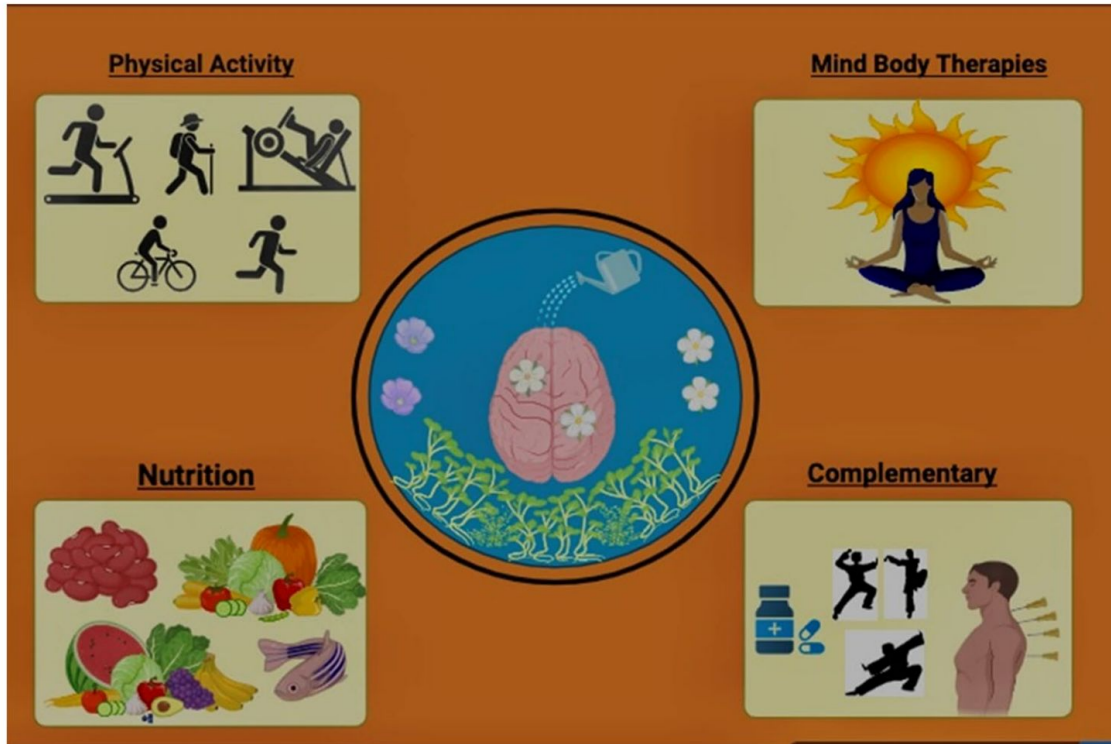 Physical Activity
Mind Body Therapies
Nutrition
Complementary